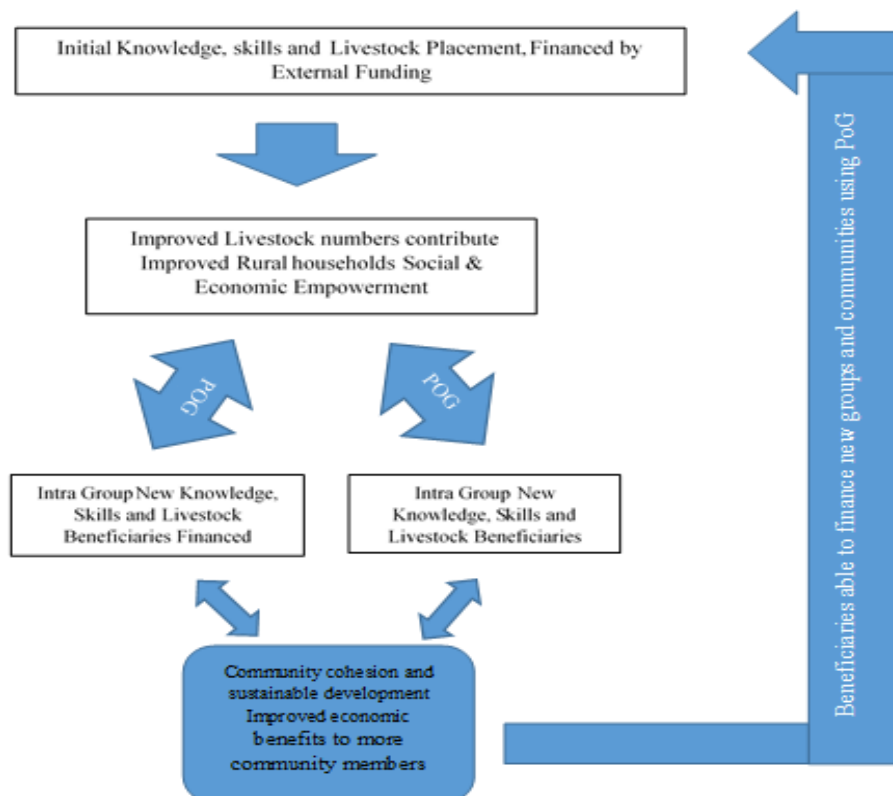 Initial Knowledge, skills and Livestock Placement, Financed by
External Funding
Improved Livestock numbers contribute
Improved Rural households Social &
Economic Empowerment
POG
POG
Intra Group New Knowledge,
Skills and Livestock
Beneficiaries Financed
Intra Group New
Knowledge, Skills and
Livestock Beneficiaries
Community cohesion and
sustainable development
Improved economic
benefits to more
community members
Beneficiaries able to finance new groups and communities using PoG